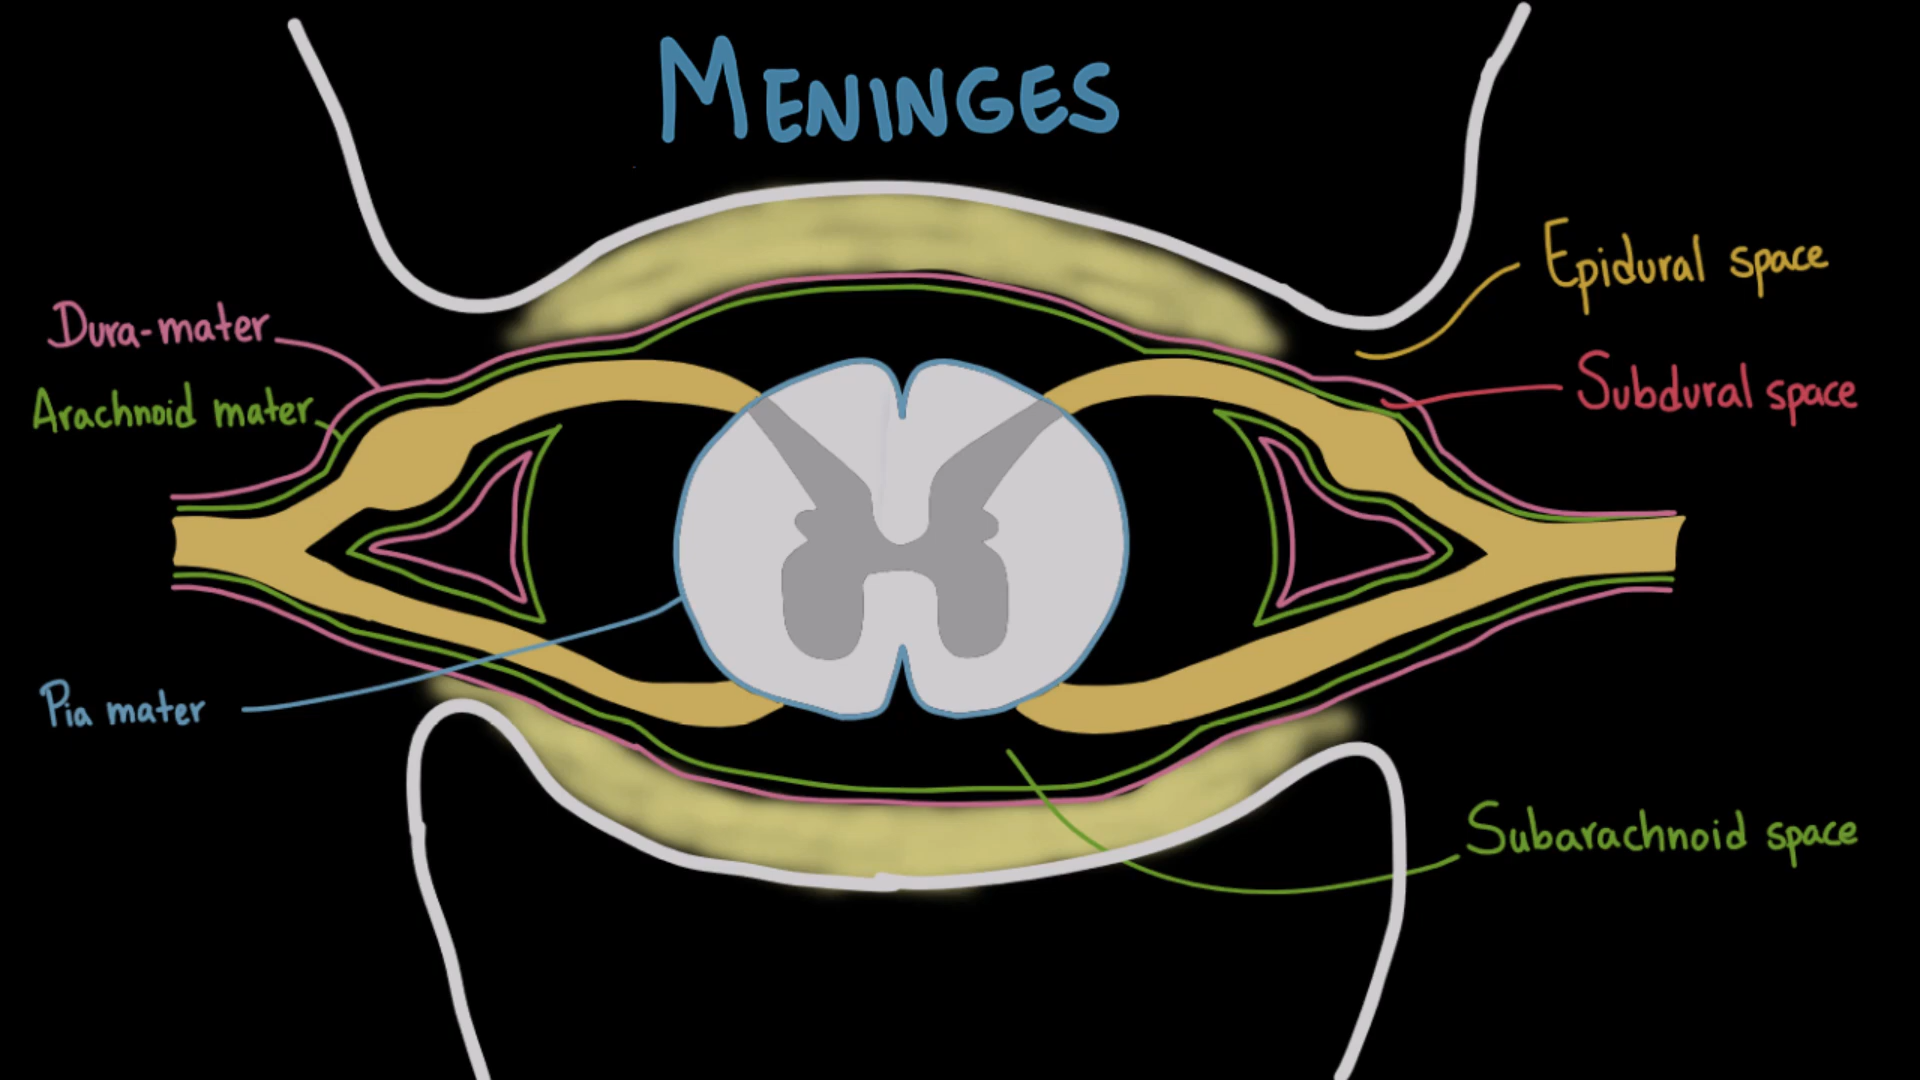 MENINGES
Epidural space
Dura-mater
Subdural space
Arachnoid mater
Pia mater
Subarachnoid space